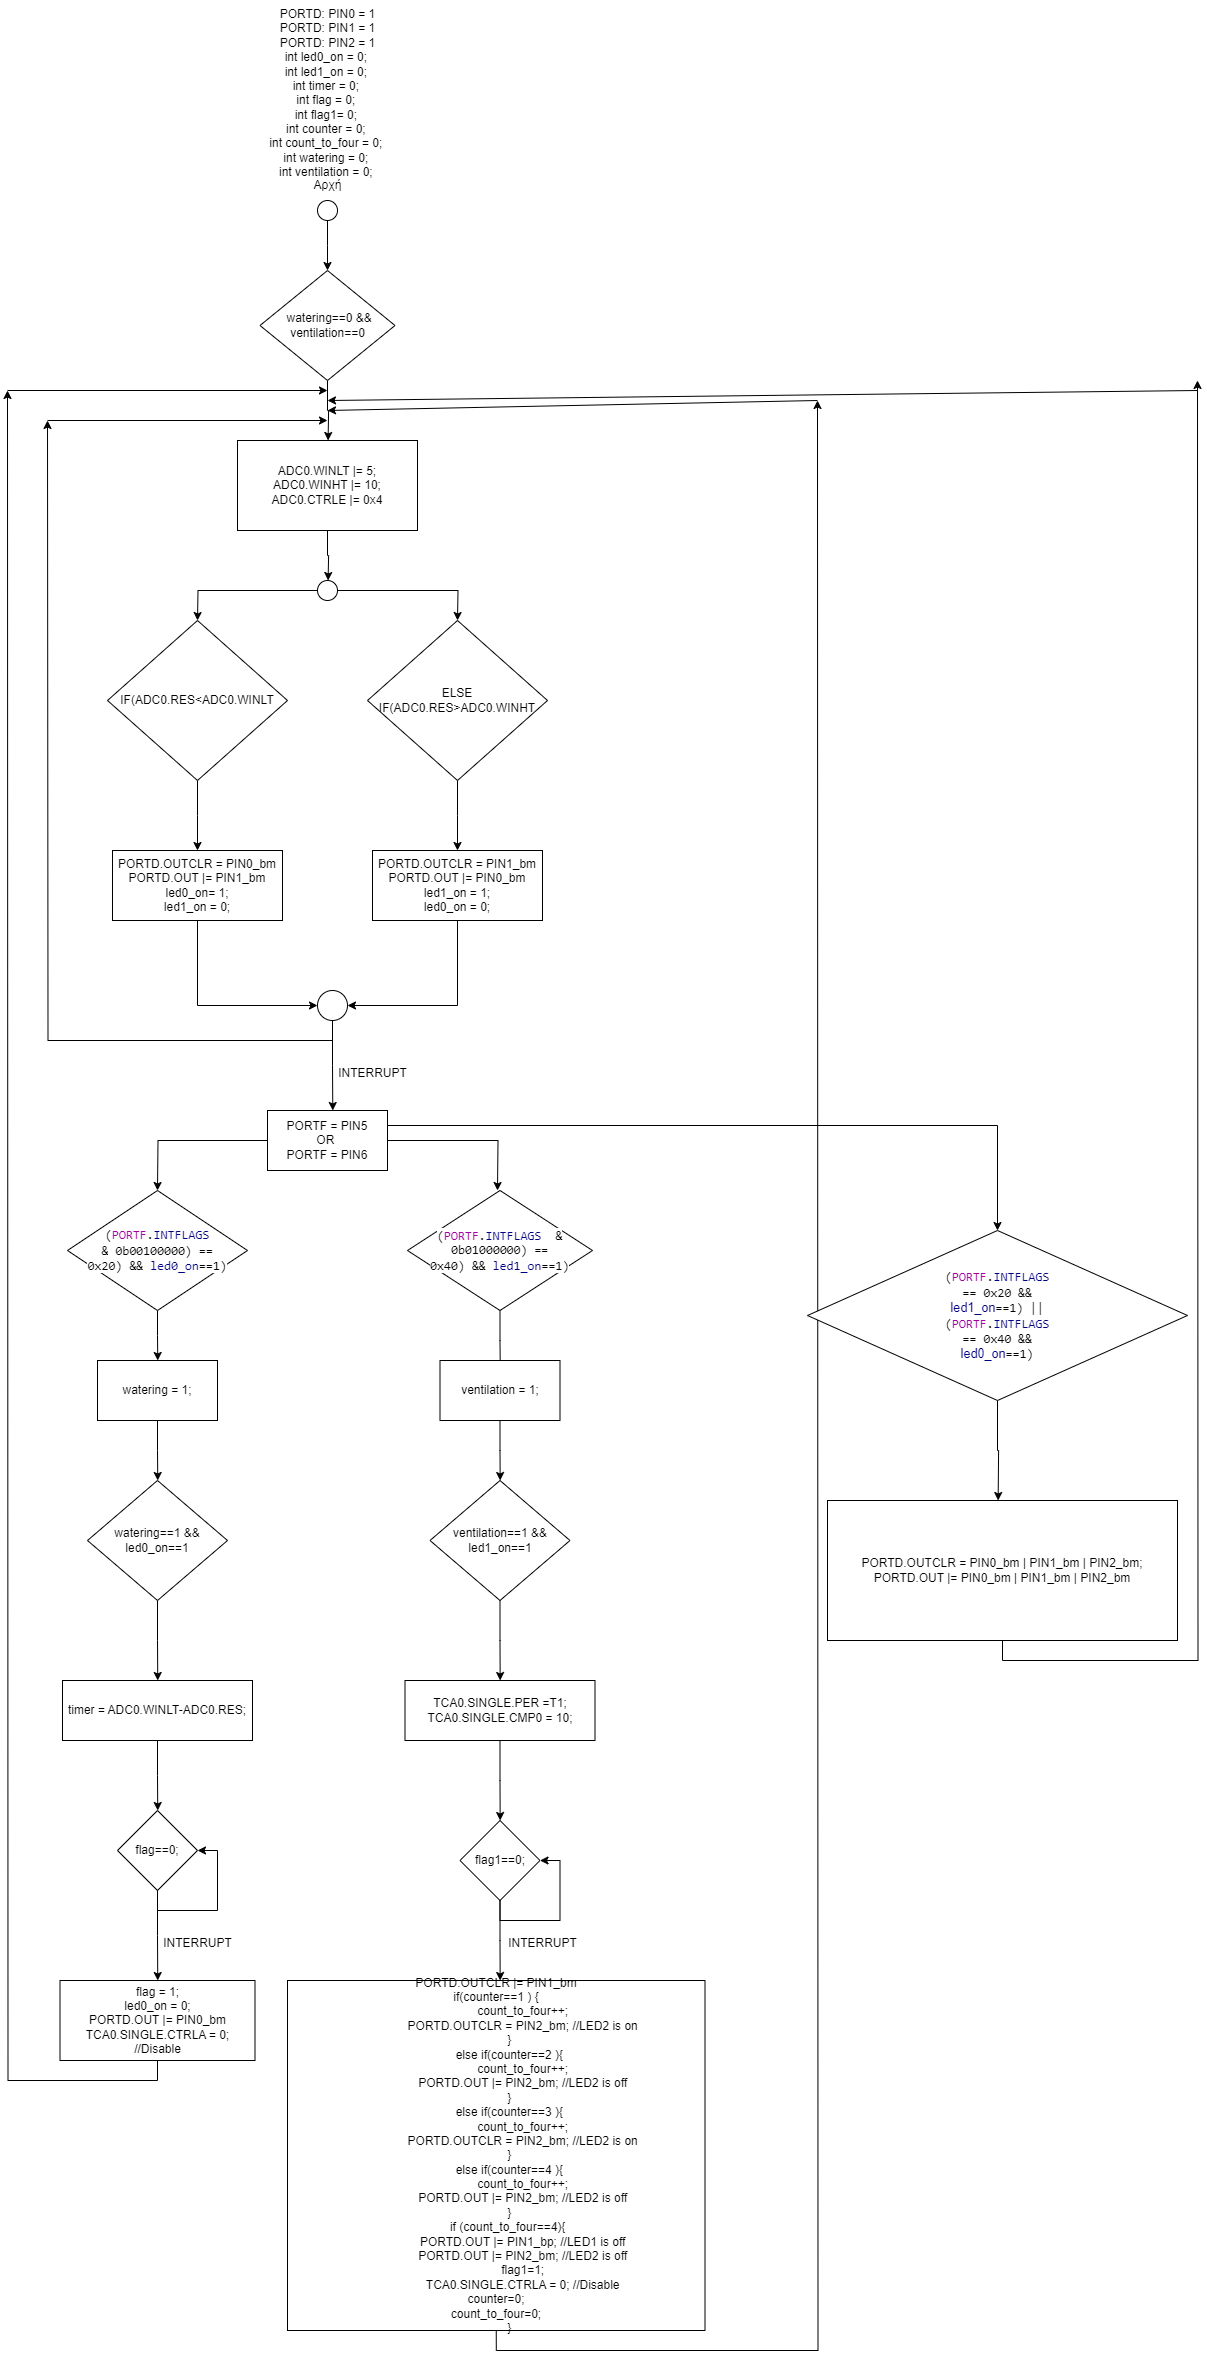 PORTD: PIN0 = 1
PORTD: PIN1 = 1
PORTD: PIN2 = 1
int led0_on = 0;
int led1_on = 0;
int timer = 0;
int flag = 0;
int flag1= 0;
int counter = 0;
int count_to_four = 0;
int watering = 0;
int ventilation = 0;
Αρχή
watering==0 &&
ventilation==0
ADC0.WINLT |= 5;
ADC0.WINHT |= 10;
ADC0.CTRLE |= 0x4
IF(ADC0.RES<ADC0.WINLT
ELSE
IF(ADC0.RES>ADC0.WINHT
PORTD.OUTCLR = PIN0_bm
PORTD.OUT |= PIN1_bm
led0_on= 1;
led1_on = 0;
PORTD.OUTCLR = PIN1_bm
PORTD.OUT |= PIN0_bm
led1_on = 1;
led0_on = 0;
INTERRUPT
PORTF = PIN5
OR
PORTF = PIN6
(PORTF.INTFLAGS
& 0b00100000) ==
0x20) && led0_on==1)
(PORTF.INTFLAGS &
0b01000000) ==
0x40) && led1_on==1)
(PORTF.INTFLAGS
== 0x20 &&
led1_on==1) ||
(PORTF.INTFLAGS
== 0x40 &&
led0_on==1)
watering = 1;
ventilation = 1;
watering==1 &&
led0_on==1
ventilation==1 &&
led1_on==1
PORTD.OUTCLR = PIN0_bm | PIN1_bm | PIN2_bm;
PORTD.OUT |= PIN0_bm | PIN1_bm | PIN2_bm
timer = ADC0.WINLT-ADC0.RES;
TCA0.SINGLE.PER =T1;
TCA0.SINGLE.CMP0 = 10;
flag==0;
flag1==0;
INTERRUPT
INTERRUPT
flag = 1;
led0_on = 0;
PORTD.OUT |= PIN0_bm
TCA0.SINGLE.CTRLA = 0;
//Disable
PORTD.OUTCLR |= PIN1_bm
if(counter==1 ) {
count_to_four++;
PORTD.OUTCLR = PIN2_bm; //LED2 is on
}
else if(counter==2 ){
count_to_four++;
PORTD.OUT |= PIN2_bm; //LED2 is off
}
else if(counter==3 ){
count_to_four++;
PORTD.OUTCLR = PIN2_bm; //LED2 is on
}
else if(counter==4 ){
count_to_four++;
PORTD.OUT |= PIN2_bm; //LED2 is off
}
if (count_to_four==4){
PORTD.OUT |= PIN1_bp; //LED1 is off
PORTD.OUT |= PIN2_bm; //LED2 is off
flag1=1;
TCA0.SINGLE.CTRLA = 0; //Disable
counter=0;
count_to_four=0;
}